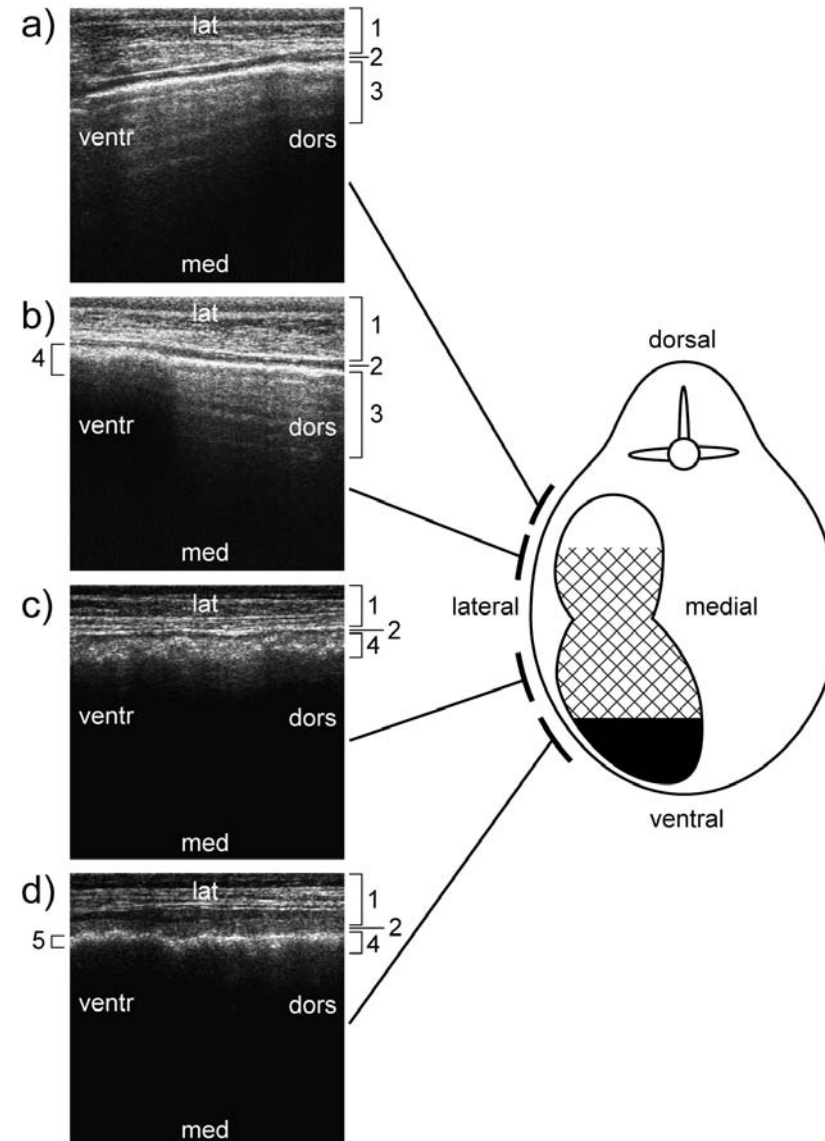 a)
lat
1
2
3
ventr
dors
med
b)
lat
1
4
2
3
ventr
dors
med
c)
lat
1
2
4
ventr
dors
med
d)
lat
1
2
5
4
ventr
dors
med
dorsal
lateral
medial
ventral